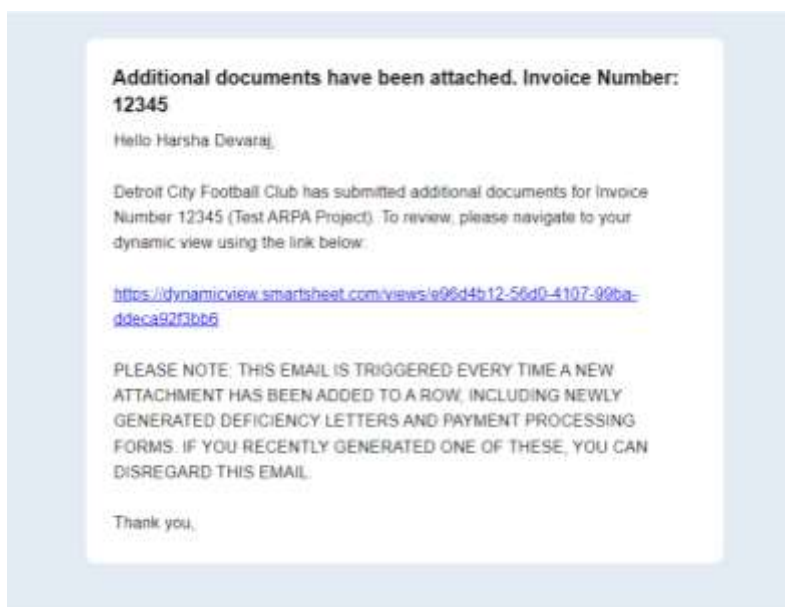 Additional documents have been attached. Invoice Number:
12345
Hello Harsha Devaraj,
Detroit City Football Club has submitted additional documents for Invoice
Number 12345 (Test ARPA Project). To review, please navigate to your
dynamic view using the link below:
https://dynamicview.smartsheet.com/views/e96d4b12-56d0-4107-99ba-
ddeca92f3bb6
PLEASE NOTE: THIS EMAIL IS TRIGGERED EVERY TIME A NEW
ATTACHMENT HAS BEEN ADDED TO A ROW, INCLUDING NEWLY
GENERATED DEFICIENCY LETTERS AND PAYMENT PROCESSING
FORMS. IF YOU RECENTLY GENERATED ONE OF THESE, YOU CAN
DISREGARD THIS EMAIL.
Thank you,